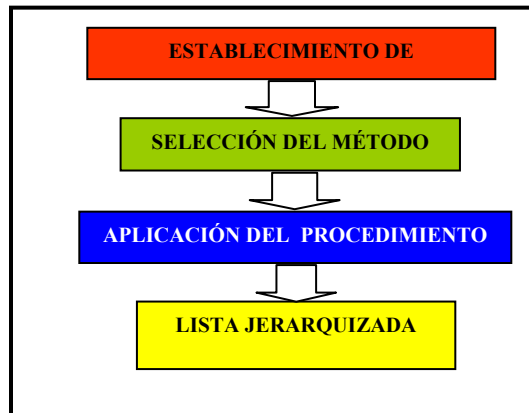 ESTABLECIMIENTO DE
SELECCIÓN DEL MÉTODO
APLICACIÓN DEL PROCEDIMIENTO
LISTA JERARQUIZADA